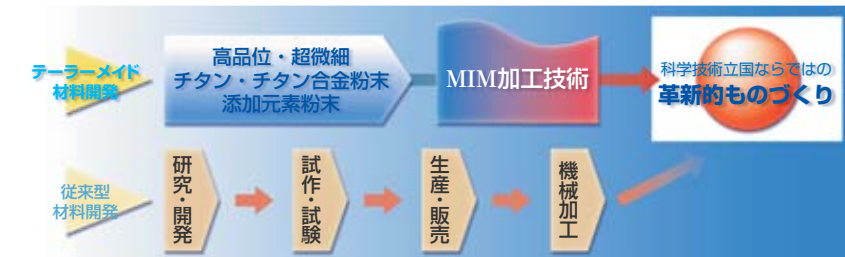 テーラーメイド
材料開発
高品位・超微細
チタン・チタン合金粉末
添加元素粉末
MIM加工技術
科学技術立国ならではの
革新的ものづくり
従来型
材料開発
研究・開発
試作・試験
生産・販売
機械加工